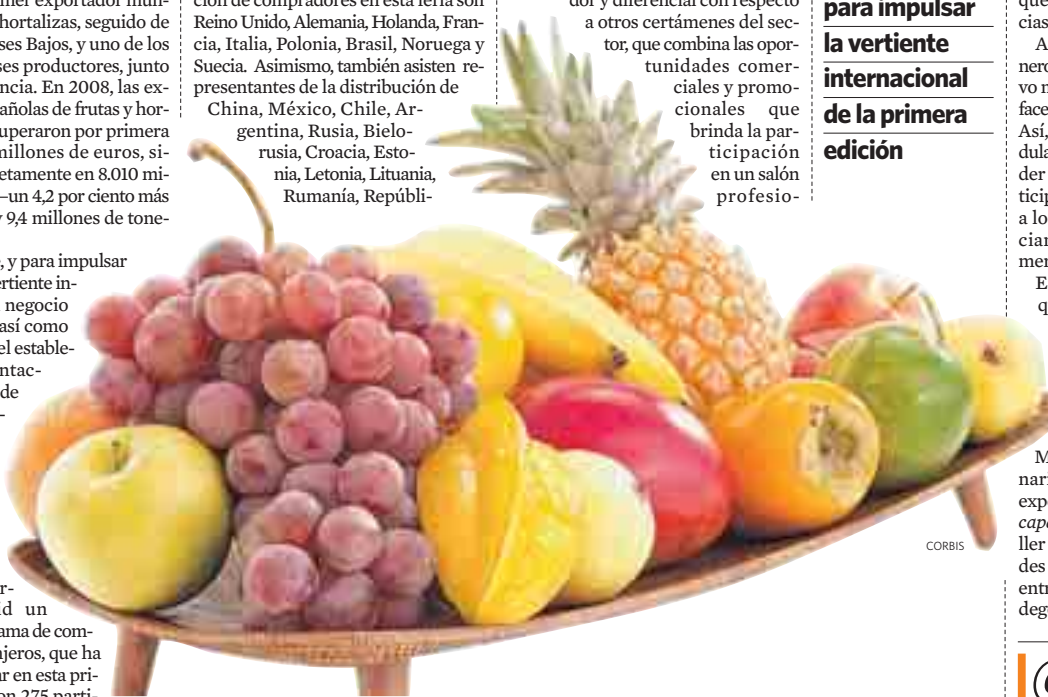 hortalizas, seguido de
ses Bajos, y uno de los
ses productores, junto
ncia. En 2008, las ex-
añolas de frutas y hor-
uperaron por primera
millones de euros, si-
etamente en 8.010 mi-
–un 4,2 por ciento más
y 9,4 millones de tone-
, y para impulsar
ertiente in-
negocio
así como
el estable-
ntac-
de
-
r-
id un
ama de com-
njeros, que ha
ar en esta pri-
on 275 parti-
ción de compradores en esta feria son
Reino Unido, Alemania, Holanda, Fran-
cia, Italia, Polonia, Brasil, Noruega y
Suecia. Asimismo, también asisten re-
presentantes de la distribución de
China, México, Chile, Ar-
gentina, Rusia, Bielo-
rusia, Croacia, Esto-
nia, Letonia, Lituania,
Rumanía, Repúbli-
dor y diferencial con respecto
a otros certámenes del sec-
tor, que combina las opor-
tunidades comer-
ciales y promo-
cionales que
brinda la par-
ticipación
en un salón
profesio-
para impulsar
la vertiente
internacional
de la primera
edición
CORBIS
que
cias
A
nero
vo n
face
Así,
dula
der
ticip
a lo
cian
men
E
q
M
nari
expo
capa
ller
des
entr
deg